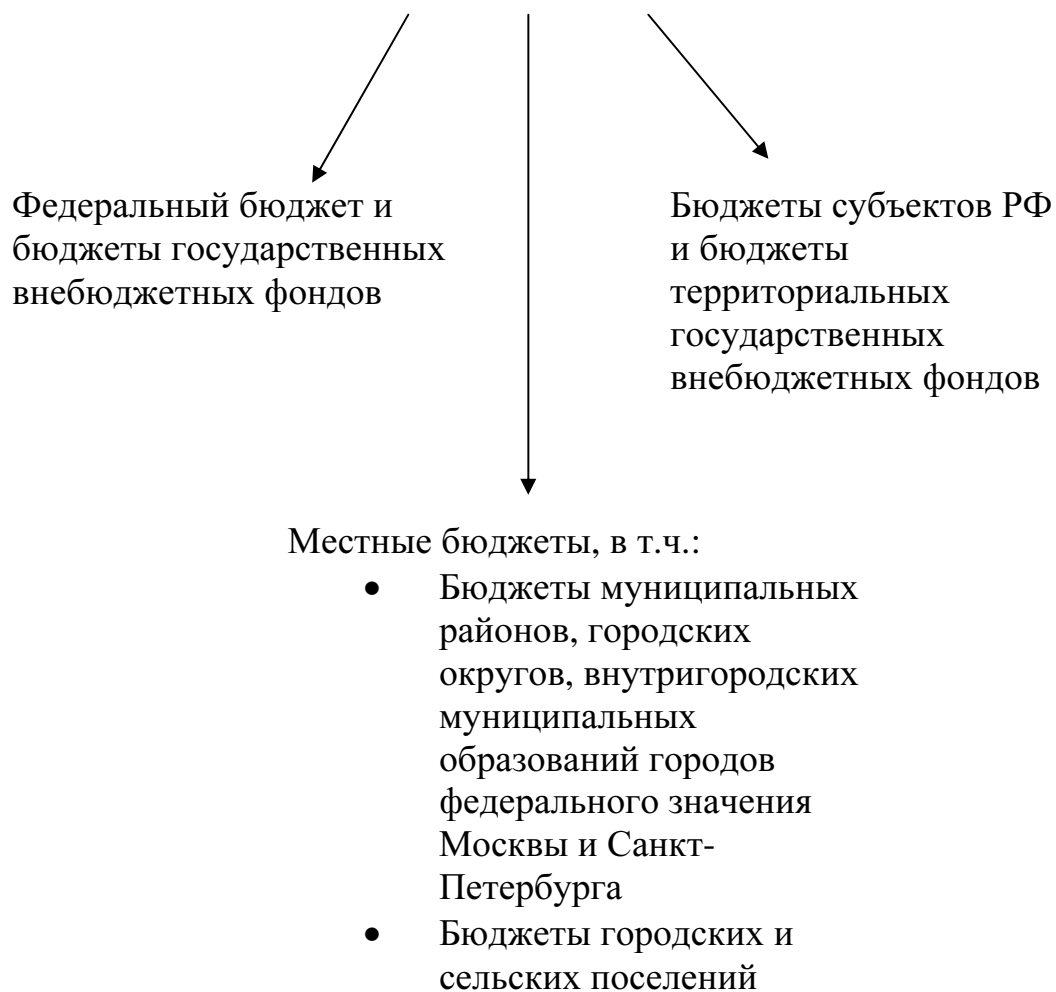 Федеральный бюджет и
бюджеты государственных
внебюджетных фондов
Бюджеты субъектов РФ
и бюджеты
территориальных
государственных
внебюджетных фондов
Местные бюджеты, в т.ч.:
• Бюджеты муниципальных
районов, городских
округов, внутригородских
муниципальных
образований городов
федерального значения
Москвы и Санкт-
Петербурга
• Бюджеты городских и
сельских поселений